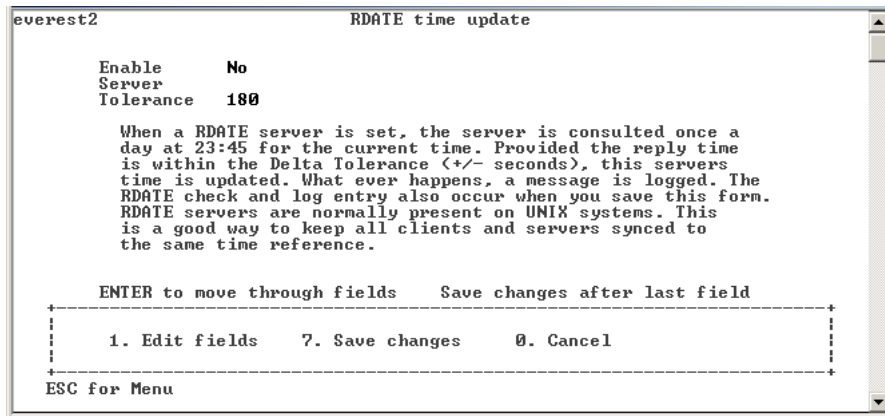 everest2 RDATE time update
Enable No
Server
Tolerance 180
When a RDATE server is set, the server is consulted once a
day at 23:45 for the current time. Provided the reply time
is within the Delta Tolerance (+/- seconds), this servers
time is updated. What ever happens, a message is logged. The
RDATE check and log entry also occur when you save this form.
RDATE servers are normally present on UNIX systems. This
is a good way to keep all clients and servers synced to
the same time reference.
ENTER to move through fields Save changes after last field
1. Edit fields 7. Save changes 0. Cancel
ESC for Menu